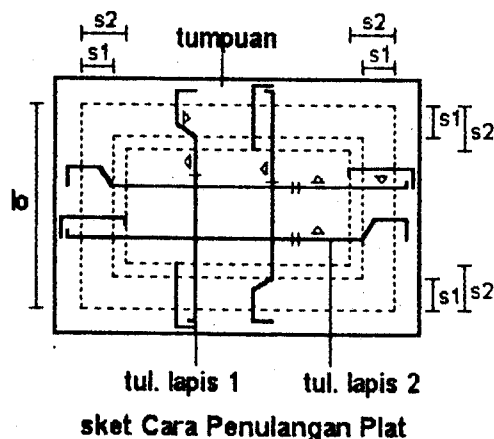 s2
s2
tumpuan
s1
s1
s1
s2
lo
s1
s2
tul. lapis 1
tul. lapis 2
sket Cara Penulangan Plat